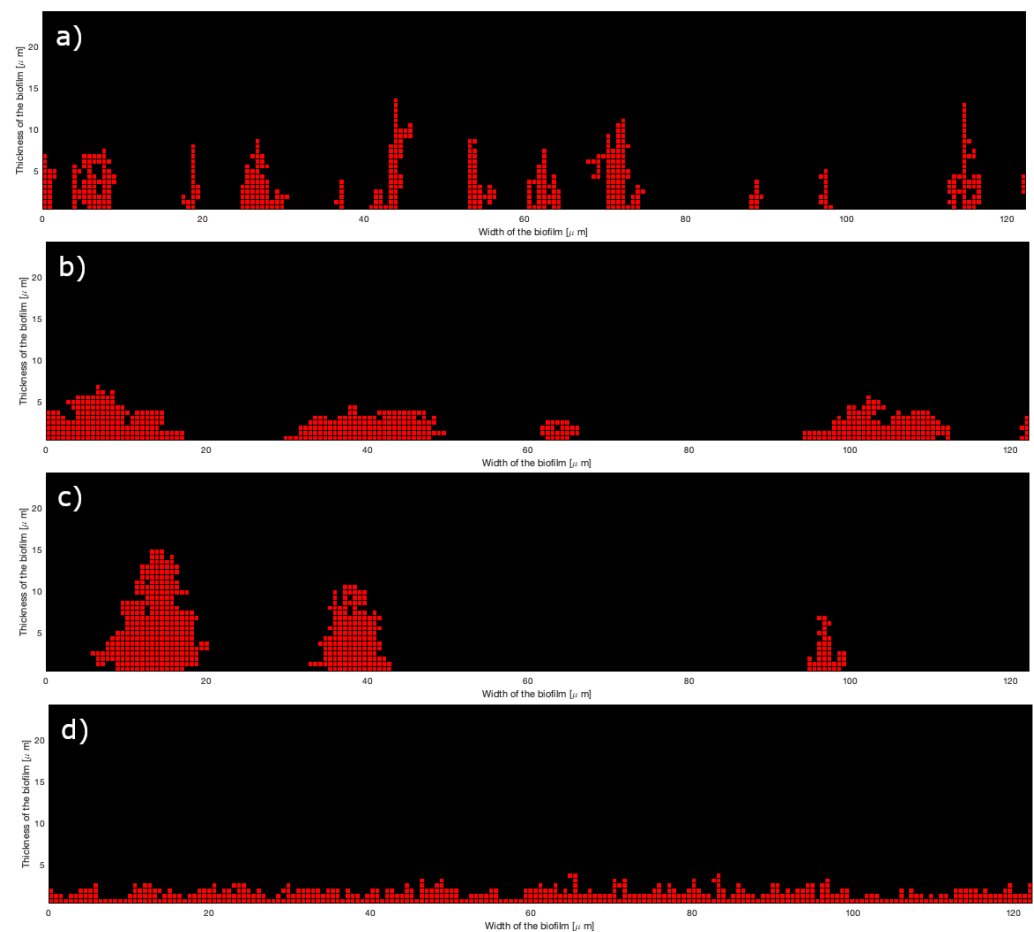 a)
Thickness of the biofilm [μ m]
20
15
10
5
0 20 40 60 80 100 120
Width of the biofilm [μ m]
b)
Thickness of the biofilm [μ m]
20
15
10
5
0 20 40 60 80 100 120
Width of the biofilm [μ m]
c)
Thickness of the biofilm [μ m]
20
15
10
5
0 20 40 60 80 100 120
Width of the biofilm [μ m]
d)
Thickness of the biofilm [μ m]
20
15
10
5
0 20 40 60 80 100 120
Width of the biofilm [μ m]